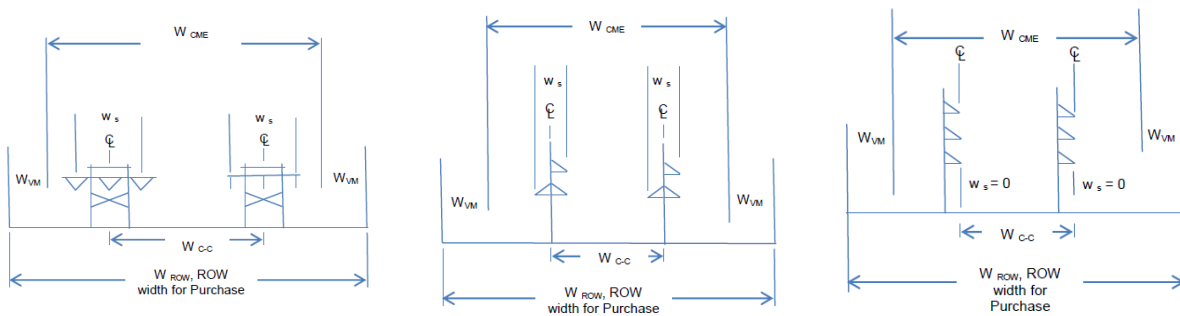 W CME
w s
℄
w s
℄
W VM
W VM
W C-C
W ROW, ROW
width for Purchase
W CME
w s
℄
w s
℄
W VM
W VM
W C-C
W ROW, ROW
width for Purchase
W CME
℄
℄
W VM
W VM
w s = 0
w s = 0
W C-C
W ROW, ROW
width for
Purchase